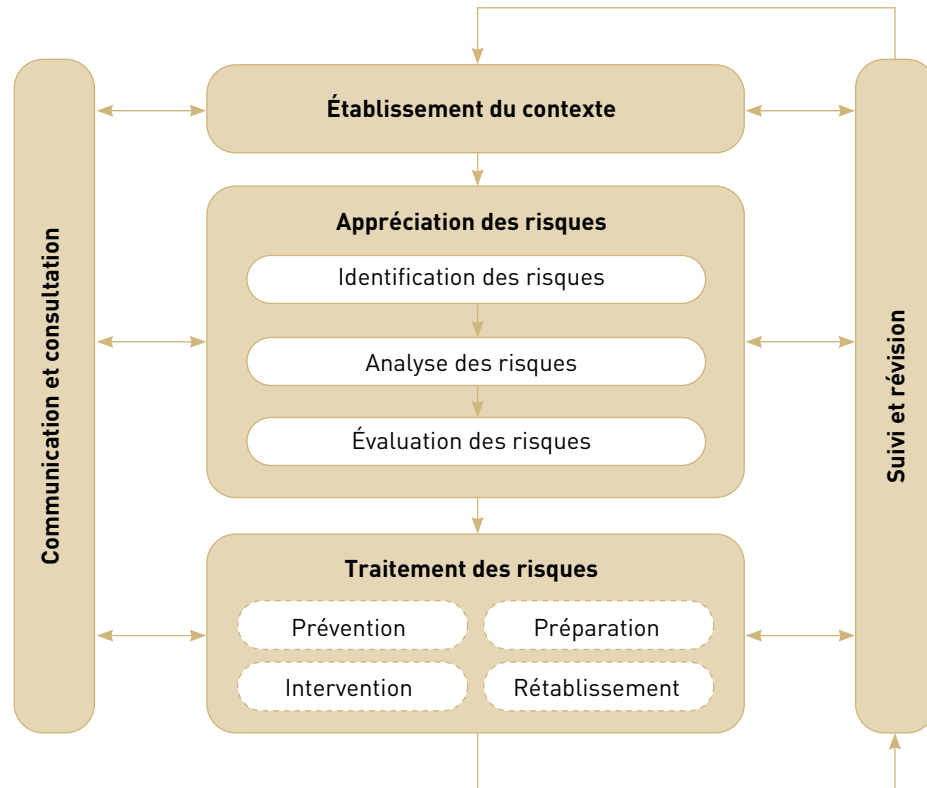 Établissement du contexte
Communication et consultation
Appréciation des risques
Identification des risques
Analyse des risques
Évaluation des risques
Suivi et révision
Traitement des risques
Prévention
Préparation
Intervention
Rétablissement